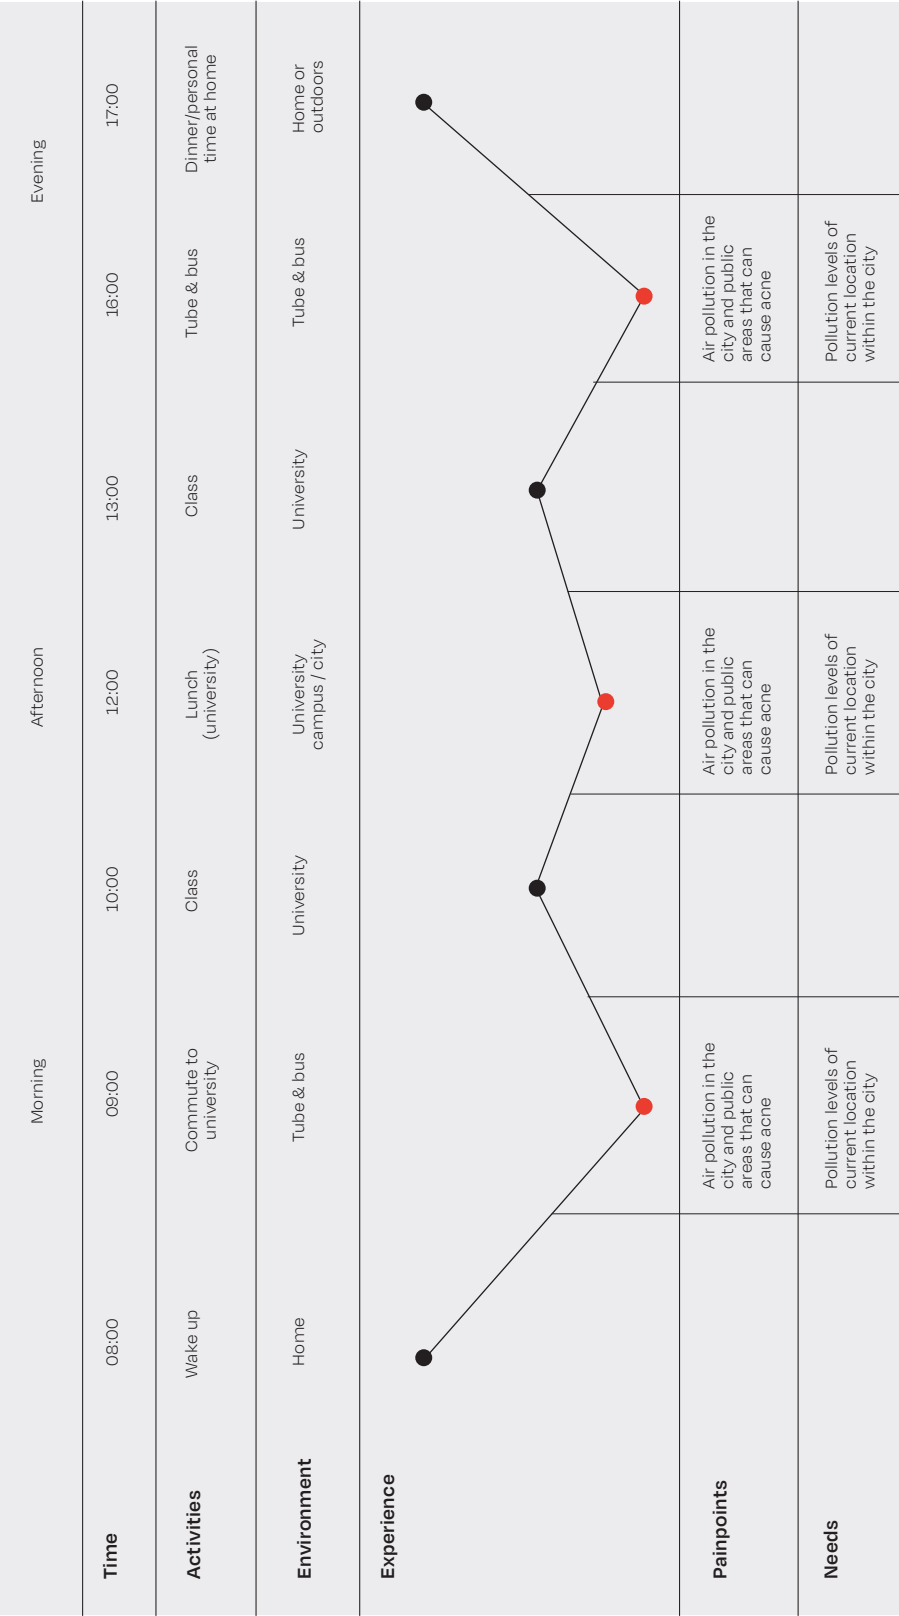 Morning
Afternoon
Evening
Time
08:00
09:00
10:00
12:00
13:00
16:00
17:00
Activities
Wake up
Commute to
university
Class
Lunch
(university)
Class
Tube & bus
Dinner/personal
time at home
Environment
Home
Tube & bus
University
University
campus / city
University
Tube & bus
Home or
outdoors
Experience
Painpoints
Air pollution in the
city and public
areas that can
cause acne
Air pollution in the
city and public
areas that can
cause acne
Air pollution in the
city and public
areas that can
cause acne
Needs
Pollution levels of
current location
within the city
Pollution levels of
current location
within the city
Pollution levels of
current location
within the city